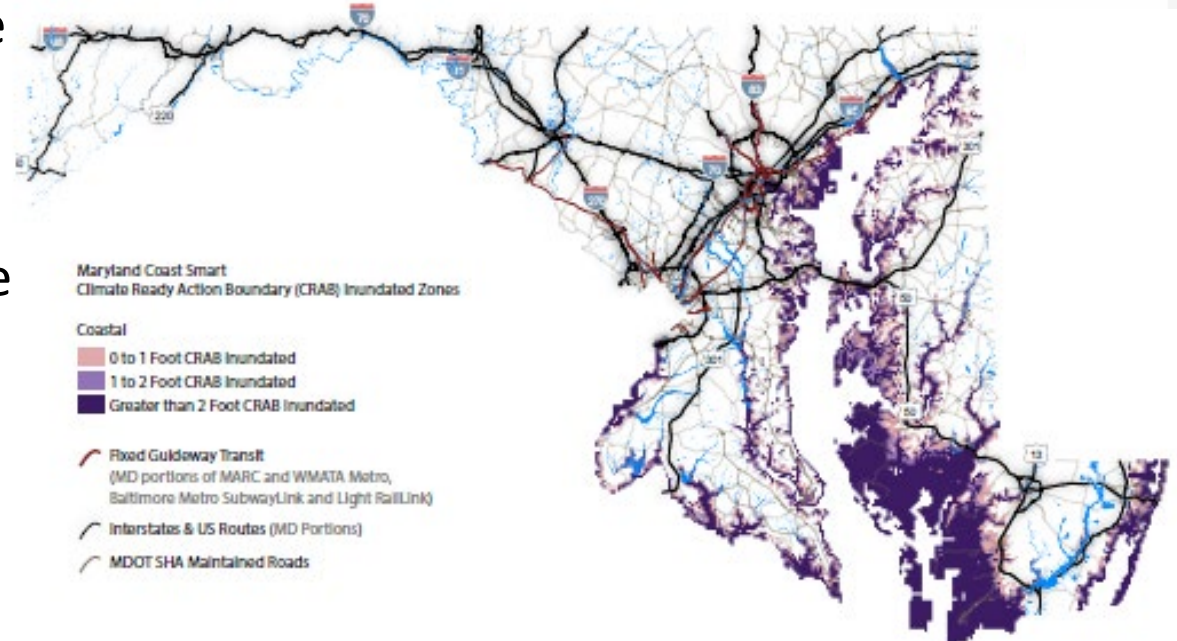 e
e
70
220
83
95
70
270
301
50
301
50
13
Maryland Coast Smart
Climate Ready Action Boundary (CRAB) Inundated Zones
Coastal
0 to 1 Foot CRAB Inundated
1 to 2 Foot CRAB Inundated
Greater than 2 Foot CRAB Inundated
Fixed Guideway Transit
(MD portions of MARC and WMATA Metro,
Baltimore Metro SubwayLink and Light RailLink)
Interstates & US Routes (MD Portions)
MDOT SHA Maintained Roads